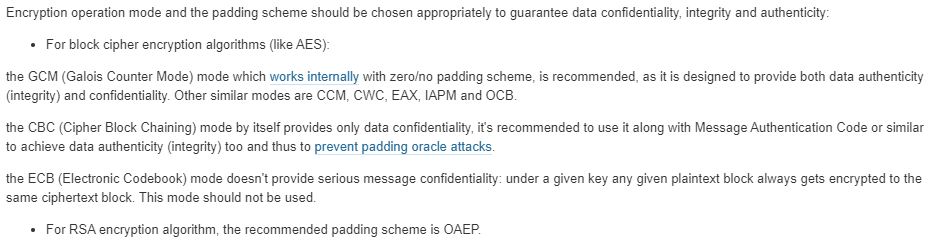 Encryption operation mode and the padding scheme should be chosen appropriately to guarantee data confidentiality, integrity and authenticity:
• For block cipher encryption algorithms (like AES):
the GCM (Galois Counter Mode) mode which works internally with zero/no padding scheme, is recommended, as it is designed to provide both data authenticity
(integrity) and confidentiality. Other similar modes are CCM, CWC, EAX, IAPM and OCB.
the CBC (Cipher Block Chaining) mode by itself provides only data confidentiality, it's recommended to use it along with Message Authentication Code or similar
to achieve data authenticity (integrity) too and thus to prevent padding oracle attacks.
the ECB (Electronic Codebook) mode doesn't provide serious message confidentiality: under a given key any given plaintext block always gets encrypted to the
same ciphertext block. This mode should not be used.
• For RSA encryption algorithm, the recommended padding scheme is OAEP.